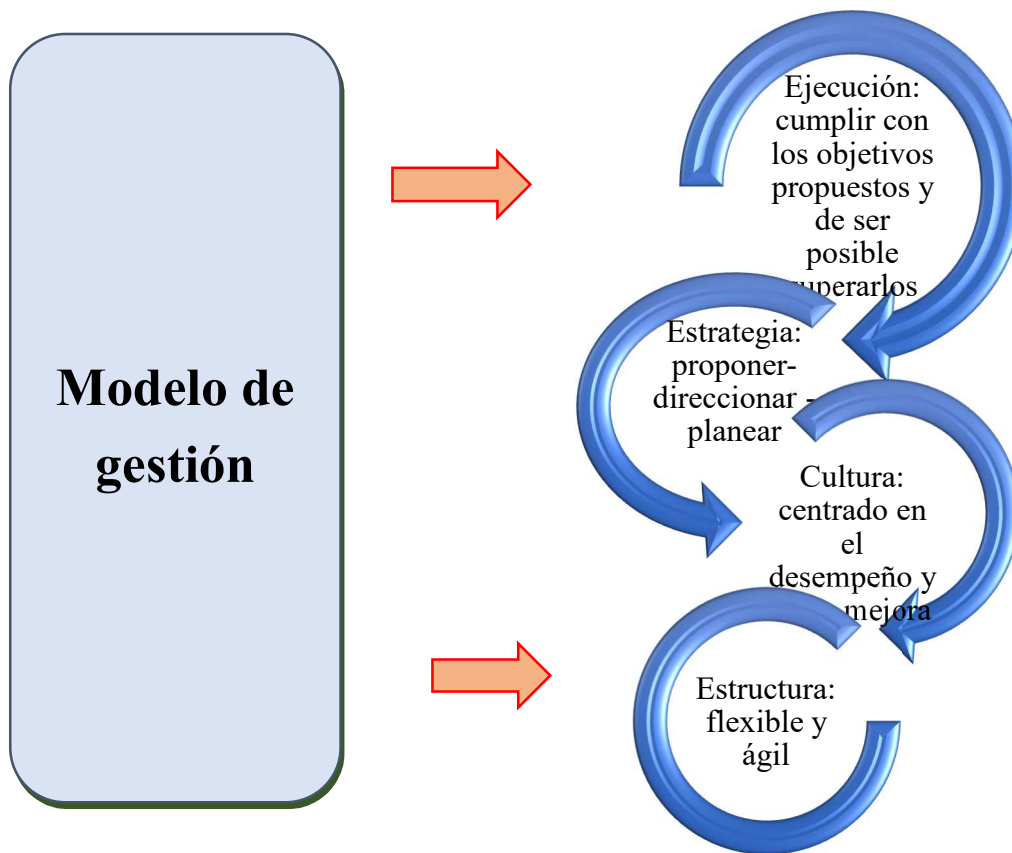 Modelo de
gestión
Ejecución:
cumplir con
los objetivos
propuestos y
de ser
posible
superarlos
Estrategia:
proponer-
direccionar -
planear
Cultura:
centrado en
el
desempeño y
mejora
Estructura:
flexible y
ágil